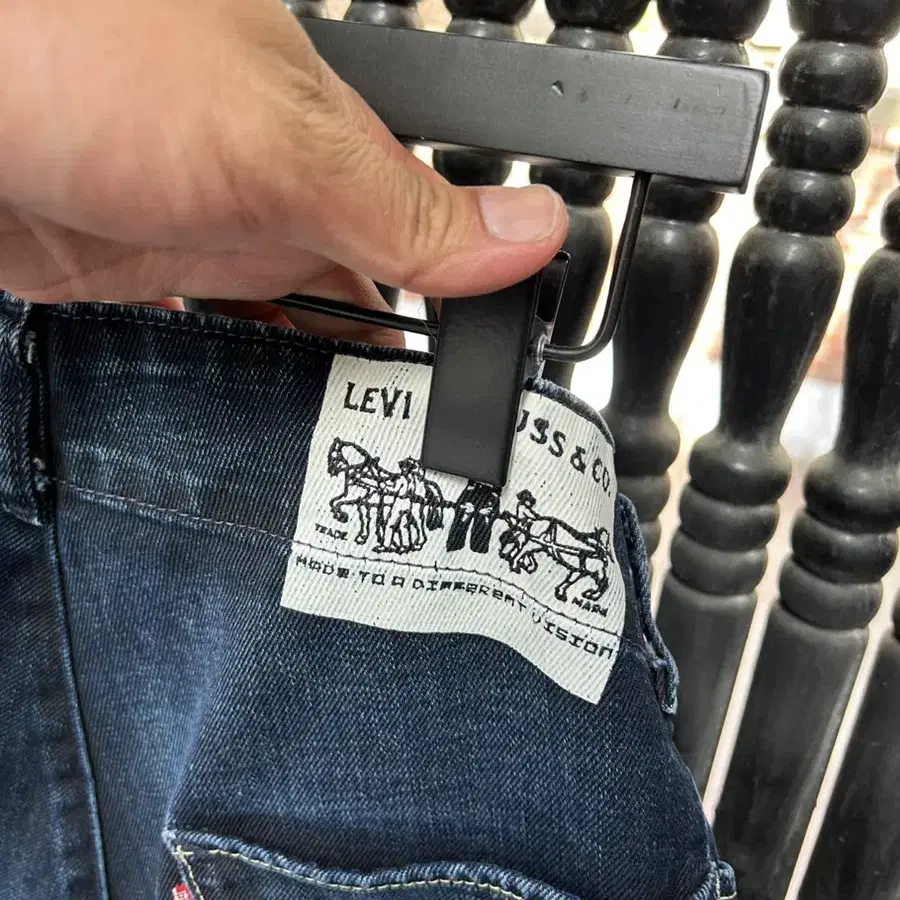 LEVI USS & CO.
TRADE MARK
MADE TO A DIFFERENT VISION